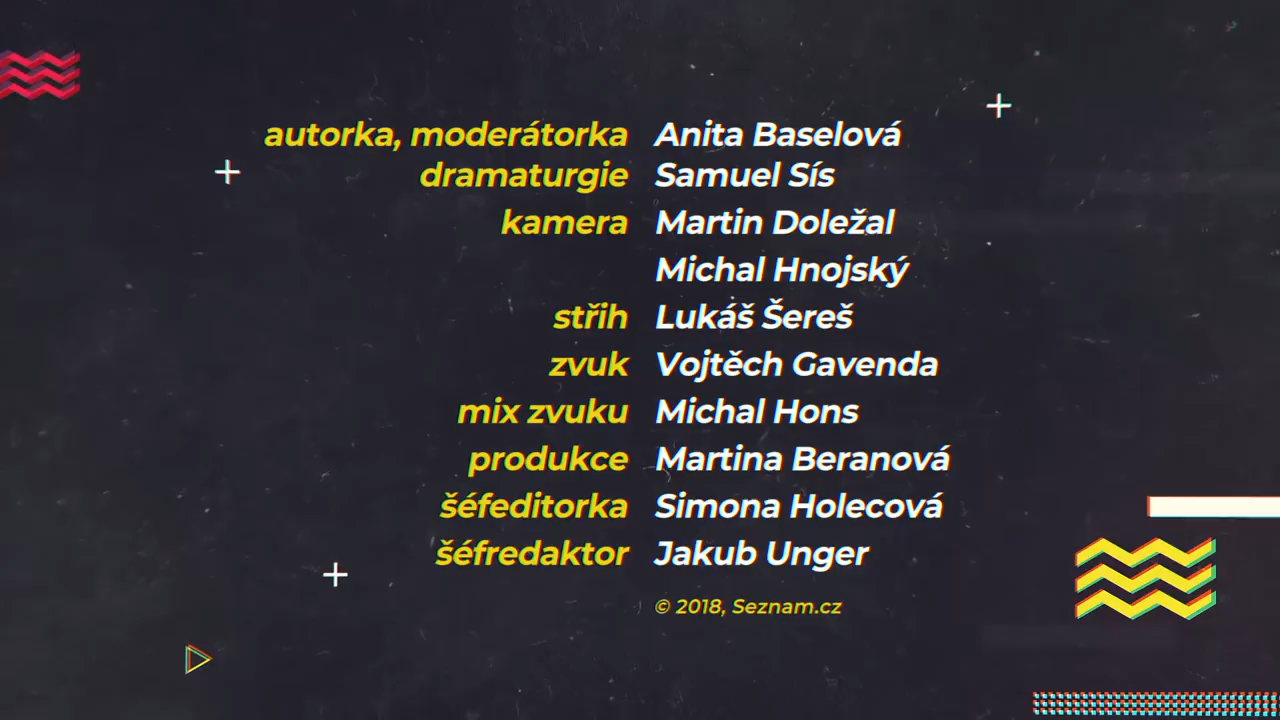 autorka, moderátorka Anita Baselová
dramaturgie Samuel Sís
kamera Martin Doležal
Michal Hnojský
střih Lukáš Šereš
zvuk Vojtěch Gavenda
mix zvuku Michal Hons
produkce Martina Beranová
šéfeditorka Simona Holecová
šéfredaktor Jakub Unger
© 2018, Seznam.cz